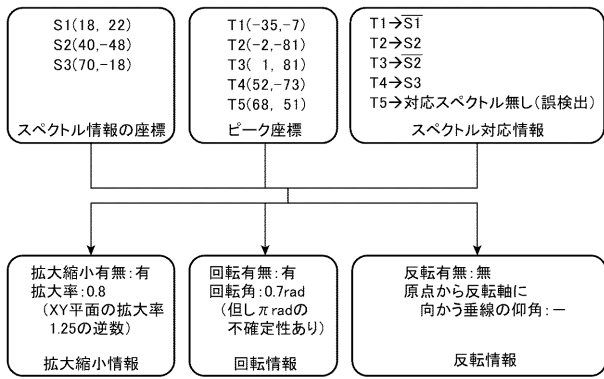 S1(18, 22)
S2(40,-48)
S3(70,-18)
スペクトル情報の座標
T1(-35,-7)
T2(-2,-81)
T3( 1, 81)
T4(52,-73)
T5(68, 51)
ピーク座標
T1→S̅1̅
T2→S2
T3→S̅2̅
T4→S3
T5→対応スペクトル無し(誤検出)
スペクトル対応情報
拡大縮小有無:有
拡大率:0.8
(XY平面の拡大率
1.25の逆数)
拡大縮小情報
回転有無:有
回転角:0.7rad
(但しπradの
不確定性あり)
回転情報
反転有無:無
原点から反転軸に
向かう垂線の仰角:ー
反転情報